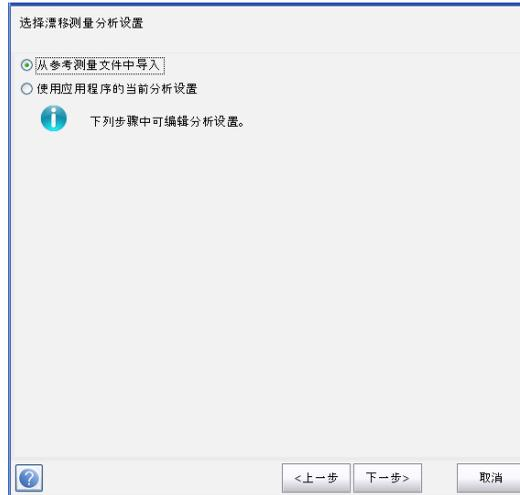 选择漂移测量分析设置
从参考测量文件中导入
使用应用程序的当前分析设置
下列步骤中可编辑分析设置。
<上一步 下一步> 取消